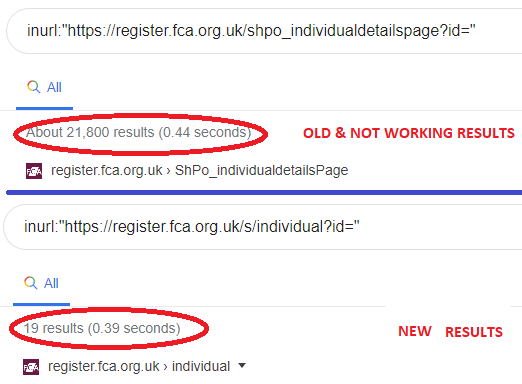 inurl:"https://register.fca.org.uk/shpo_individualdetailspage?id="
All
About 21,800 results (0.44 seconds) OLD & NOT WORKING RESULTS
FCA register.fca.org.uk › ShPo_individualdetailsPage
inurl:"https://register.fca.org.uk/s/individual?id="
All
19 results (0.39 seconds) NEW RESULTS
FCA register.fca.org.uk › individual